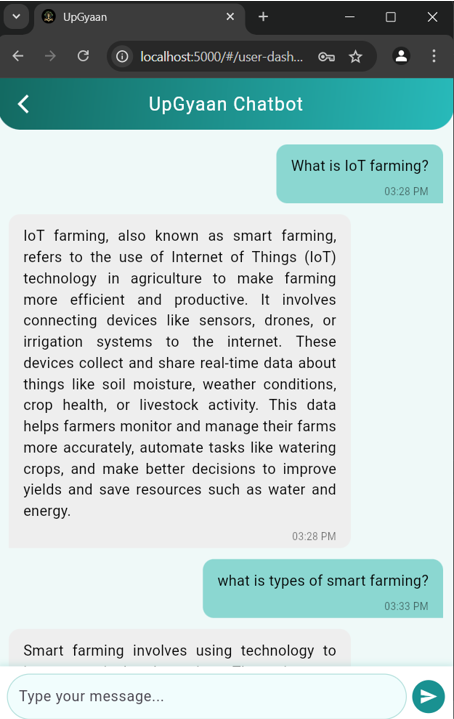 UpGyaan
localhost:5000/#/user-dash...
UpGyaan Chatbot
What is IoT farming?
03:28 PM
IoT farming, also known as smart farming,
refers to the use of Internet of Things (IoT)
technology in agriculture to make farming
more efficient and productive. It involves
connecting devices like sensors, drones, or
irrigation systems to the internet. These
devices collect and share real-time data about
things like soil moisture, weather conditions,
crop health, or livestock activity. This data
helps farmers monitor and manage their farms
more accurately, automate tasks like watering
crops, and make better decisions to improve
yields and save resources such as water and
energy.
03:28 PM
what is types of smart farming?
03:33 PM
Smart farming involves using technology to
Type your message...